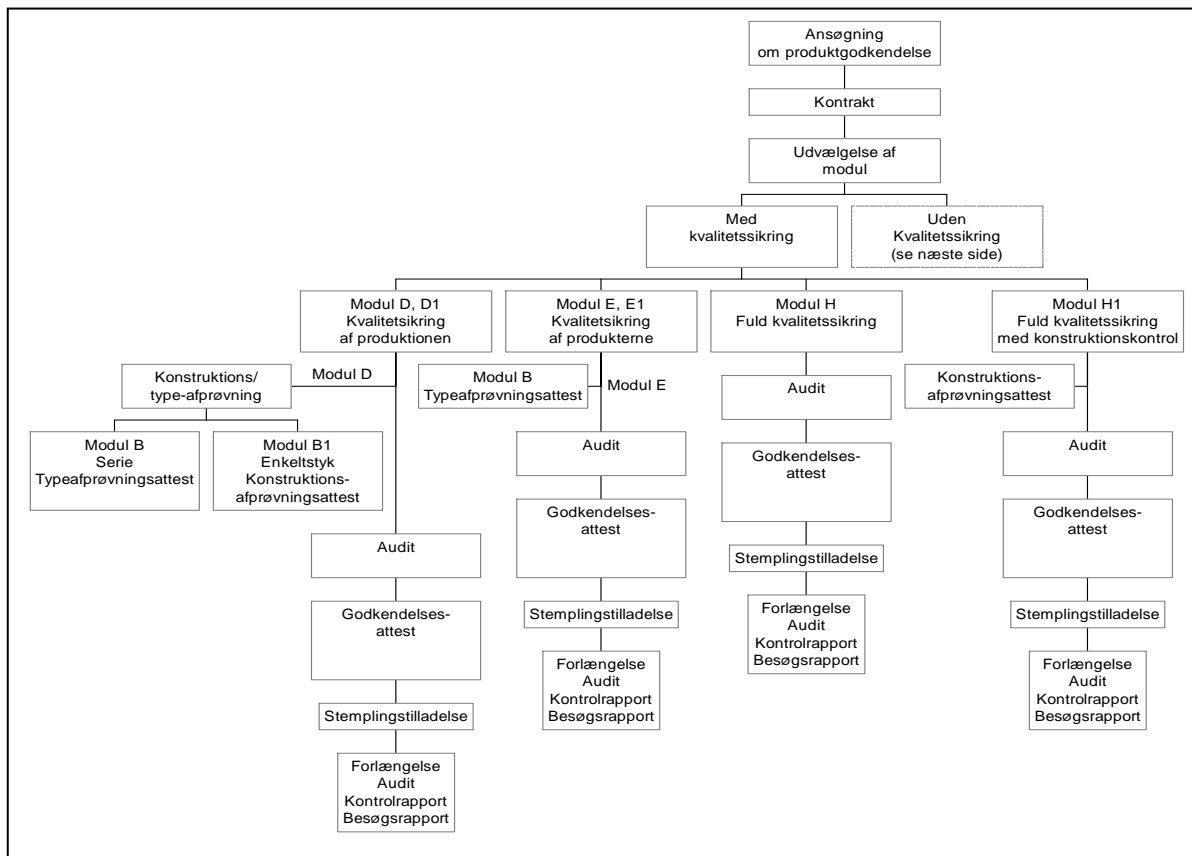 Ansøgning
om produktgodkendelse
Kontrakt
Udvælgelse af
modul
Med
kvalitetssikring
Uden
Kvalitetssikring
(se næste side)
Modul D, D1
Kvalitetsikring
af produktionen
Modul E, E1
Kvalitetsikring
af produkterne
Modul H
Fuld kvalitetssikring
Modul H1
Fuld kvalitetssikring
med konstruktionskontrol
Modul D
Konstruktions/
type-afprøvning
Modul B
Serie
Typeafprøvningsattest
Modul B1
Enkeltstyk
Konstruktions-
afprøvningsattest
Audit
Godkendelses-
attest
Stemplingstilladelse
Forlængelse
Audit
Kontrolrapport
Besøgsrapport
Modul B
Typeafprøvningsattest
Modul E
Audit
Godkendelses-
attest
Stemplingstilladelse
Forlængelse
Audit
Kontrolrapport
Besøgsrapport
Audit
Godkendelses-
attest
Stemplingstilladelse
Forlængelse
Audit
Kontrolrapport
Besøgsrapport
Konstruktions-
afprøvningsattest
Audit
Godkendelses-
attest
Stemplingstilladelse
Forlængelse
Audit
Kontrolrapport
Besøgsrapport